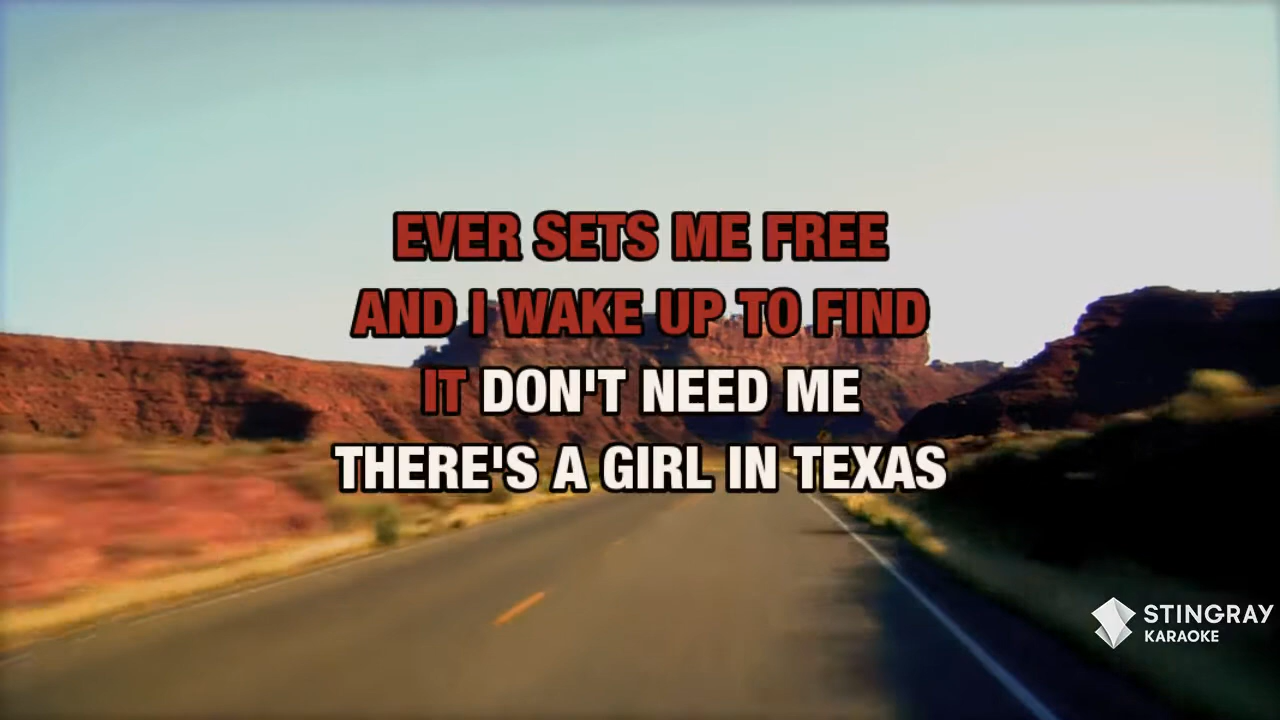 EVER SETS ME FREE
AND I WAKE UP TO FIND
IT DON'T NEED ME
THERE'S A GIRL IN TEXAS
STINGRAY
KARAOKE